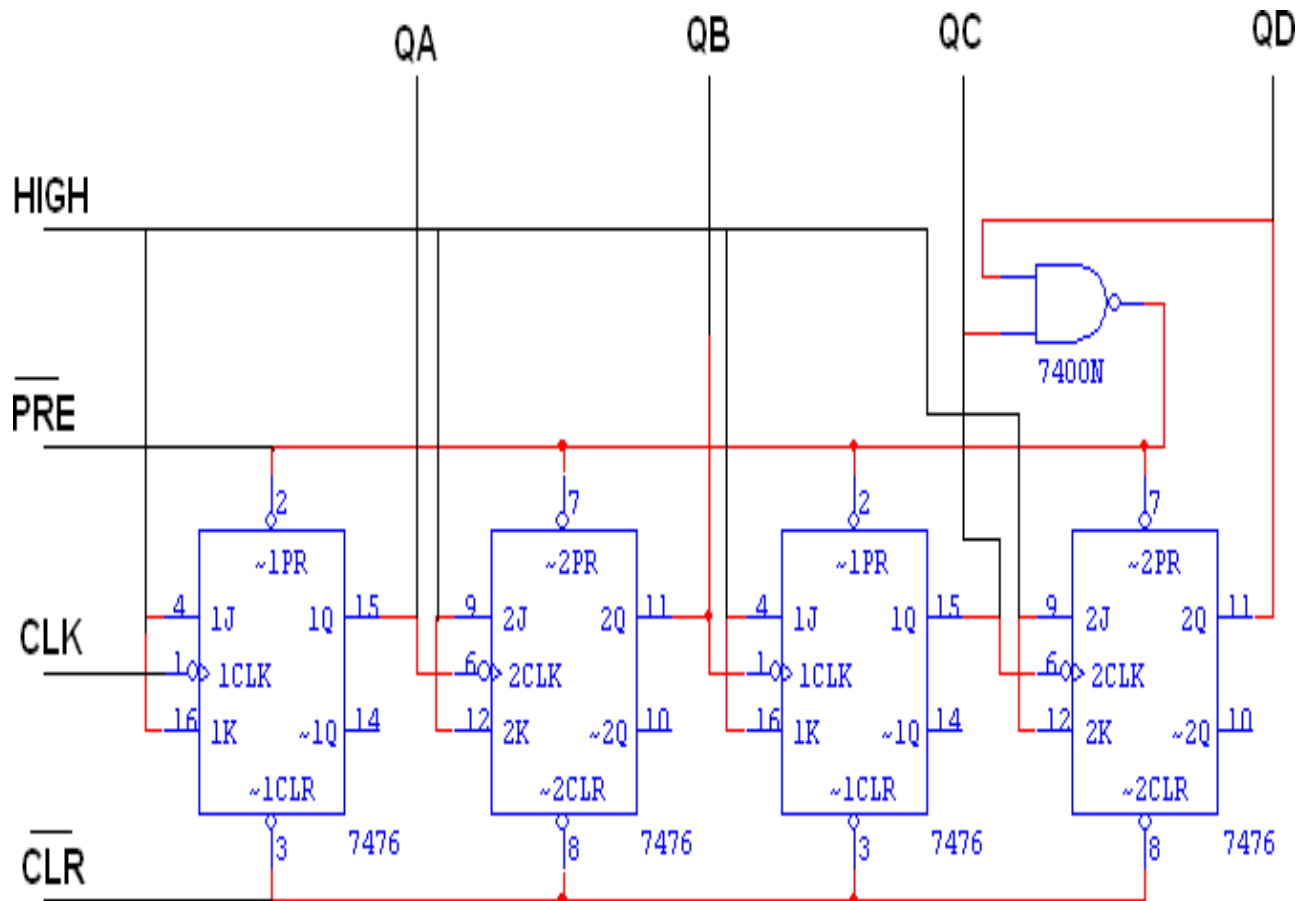 QA QB QC QD
HIGH
7400N
PRE
2 7 2 7
~1PR ~2PR ~1PR ~2PR
4 1J 1Q 15 9 2J 2Q 11 4 1J 1Q 15 9 2J 2Q 11
CLK
1 1CLK 6 2CLK 1 1CLK 6 2CLK
16 1K ~1Q 14 12 2K ~2Q 10 16 1K ~1Q 14 12 2K ~2Q 10
~1CLR ~2CLR ~1CLR ~2CLR
3 7476 8 7476 3 7476 8 7476
CLR